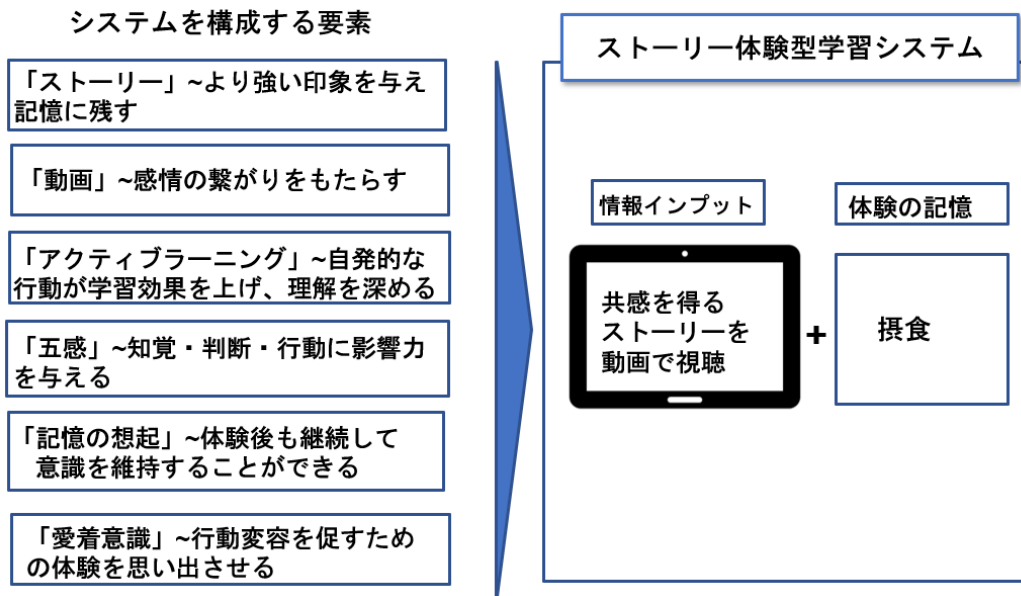 システムを構成する要素
「ストーリー」~より強い印象を与え
記憶に残す
「動画」~感情の繋がりをもたらす
「アクティブラーニング」~自発的な
行動が学習効果を上げ、理解を深める
「五感」~知覚・判断・行動に影響力
を与える
「記憶の想起」~体験後も継続して
意識を維持することができる
「愛着意識」~行動変容を促すため
の体験を思い出させる
ストーリー体験型学習システム
情報インプット
体験の記憶
共感を得る
ストーリーを
動画で視聴
+
摂食